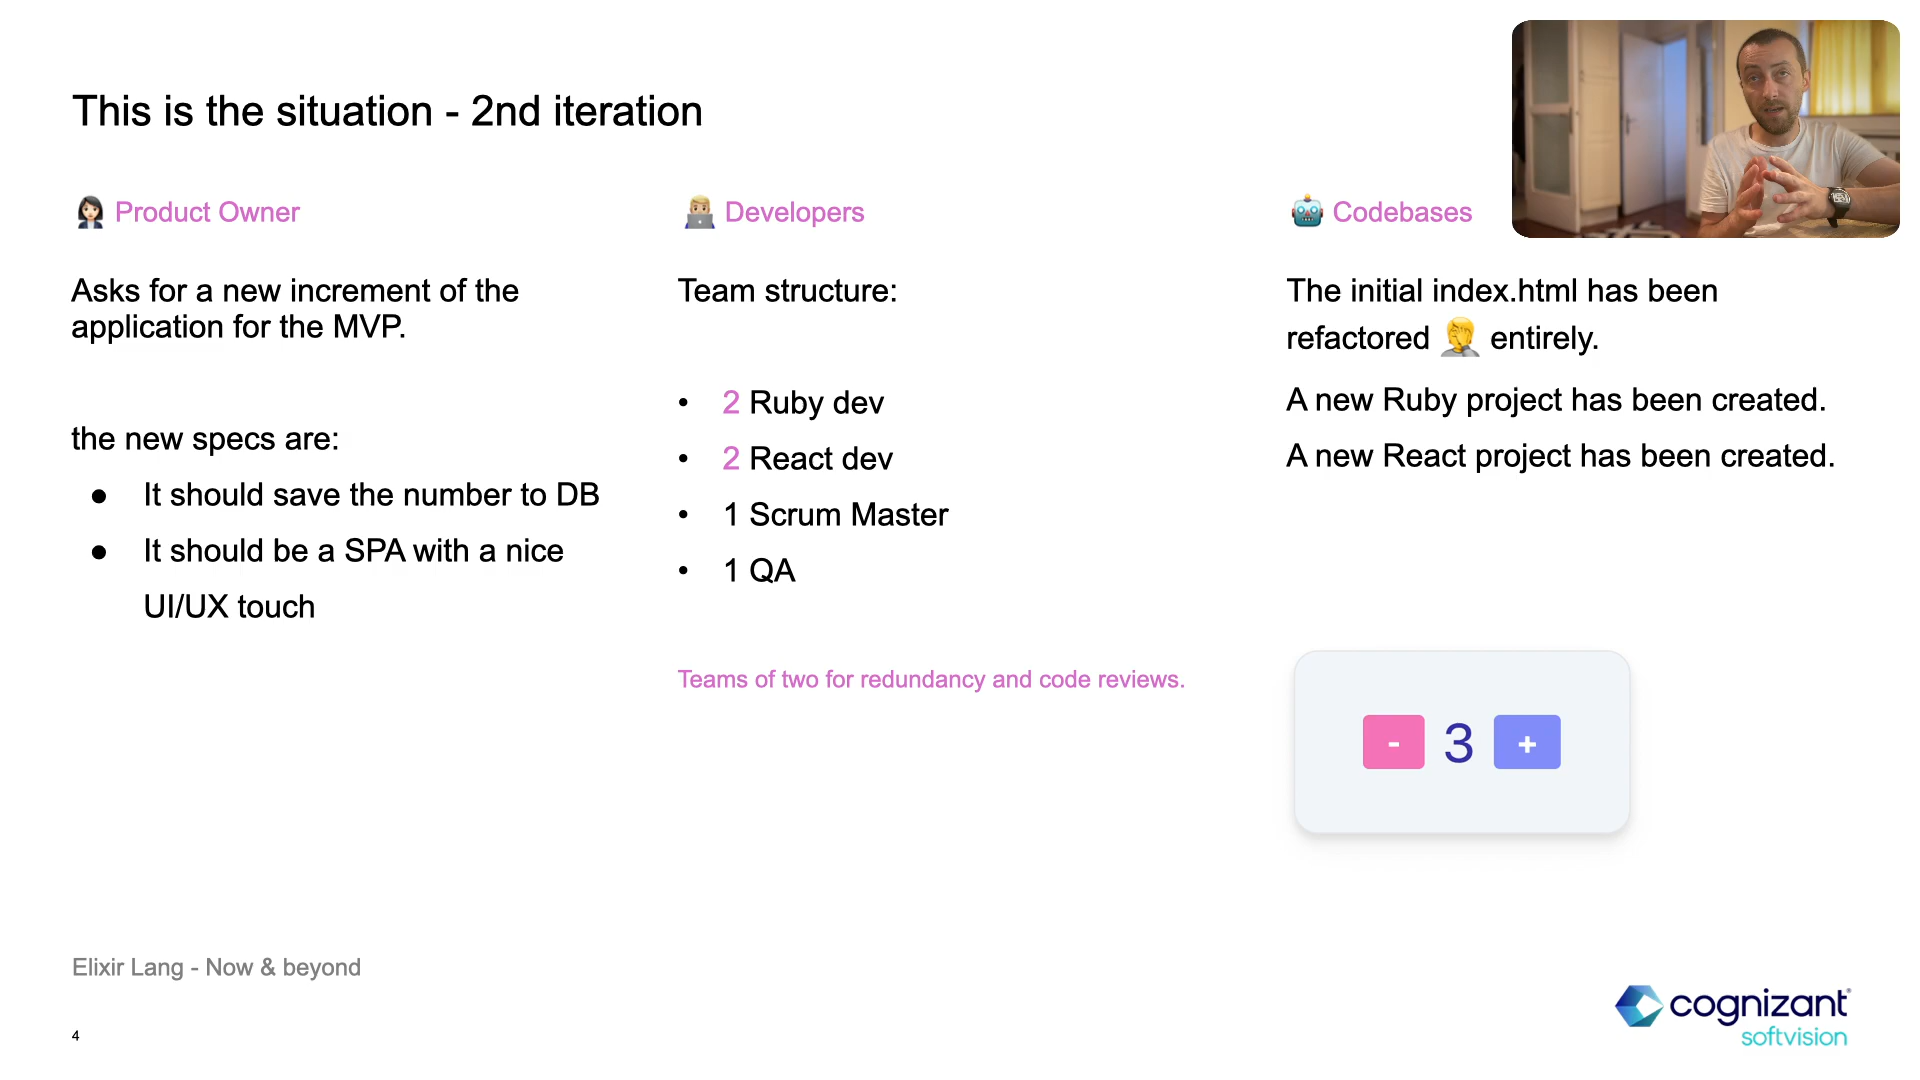 This is the situation - 2nd iteration
Product Owner
Asks for a new increment of the
application for the MVP.
the new specs are:
● It should save the number to DB
● It should be a SPA with a nice
UI/UX touch
Developers
Team structure:
• 2 Ruby dev
• 2 React dev
• 1 Scrum Master
• 1 QA
Teams of two for redundancy and code reviews.
Codebases
The initial index.html has been
refactored 🤦 entirely.
A new Ruby project has been created.
A new React project has been created.
- 3 +
Elixir Lang - Now & beyond
4
cognizant®
softvision